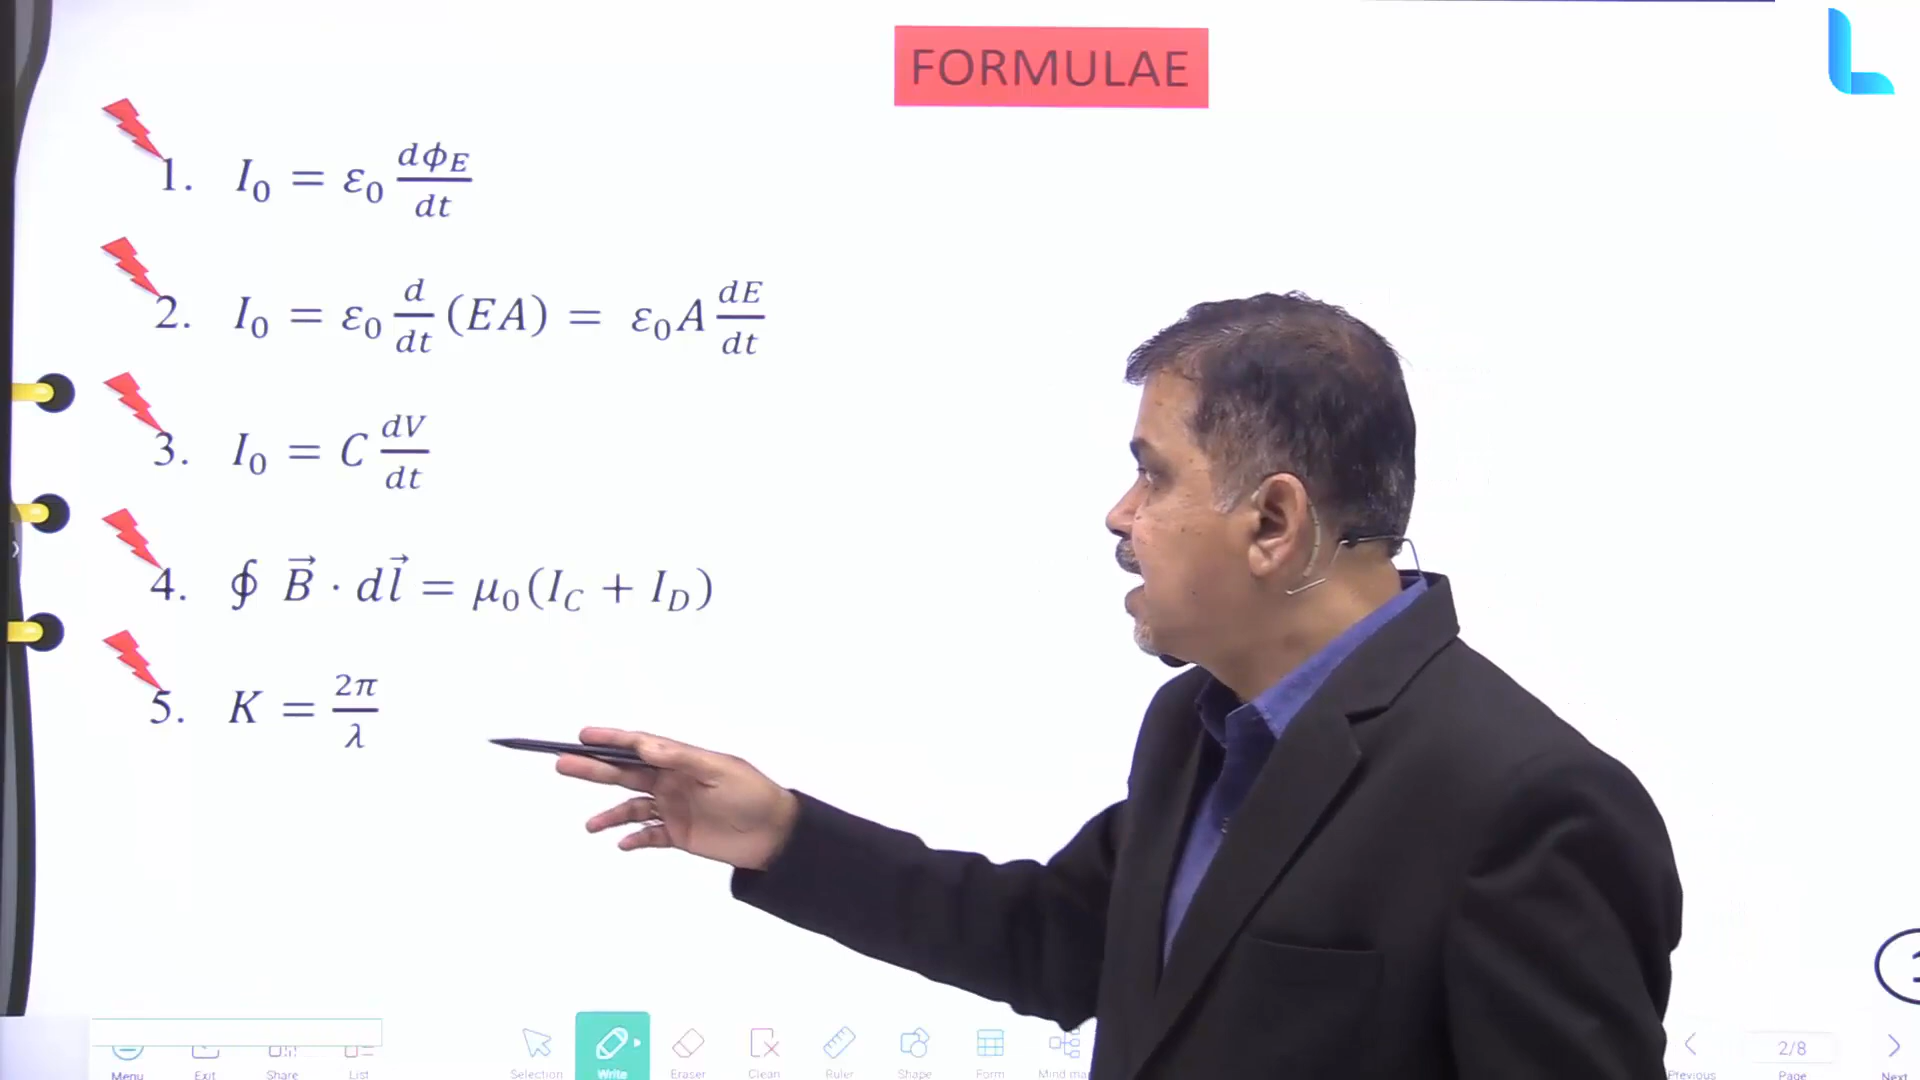 FORMULAE
1. I₀ = ε₀ dϕ_E/dt
2. I₀ = ε₀ d/dt (EA) = ε₀A dE/dt
3. I₀ = C dV/dt
4. ∮ B⃗ · dl⃗ = μ₀(I_C + I_D)
5. K = 2π/λ
Menu Exit Share List Selection Write Eraser Clean Ruler Shape Form Mind Previous 2/8 Page Next